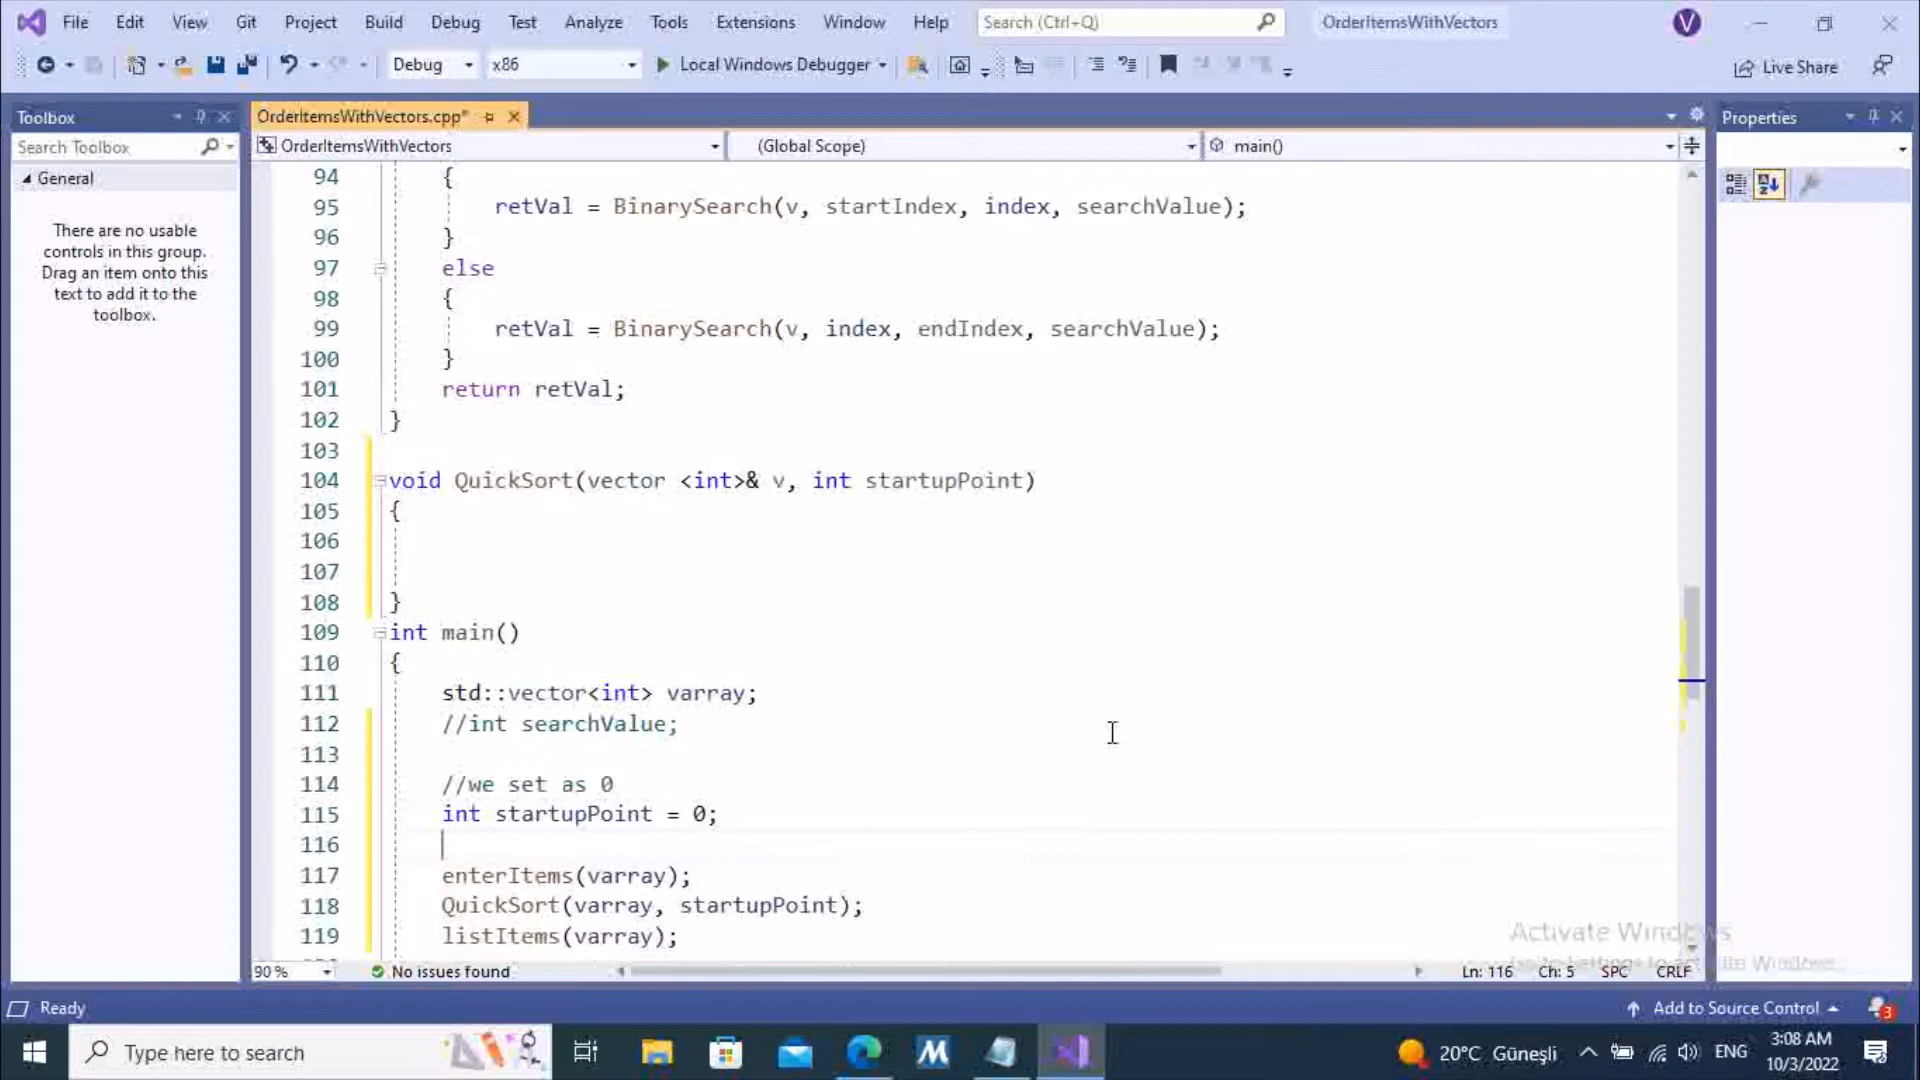 File Edit View Git Project Build Debug Test Analyze Tools Extensions Window Help Search (Ctrl+Q) OrderItemsWithVectors V
Debug x86 Local Windows Debugger Live Share
Toolbox
OrderItemsWithVectors.cpp*
Properties
Search Toolbox
OrderItemsWithVectors (Global Scope) main()
General
There are no usable
controls in this group.
Drag an item onto this
text to add it to the
toolbox.
94 {
95 retVal = BinarySearch(v, startIndex, index, searchValue);
96 }
97 else
98 {
99 retVal = BinarySearch(v, index, endIndex, searchValue);
100 }
101 return retVal;
102 }
103
104 void QuickSort(vector <int>& v, int startupPoint)
105 {
106
107
108 }
109 int main()
110 {
111 std::vector<int> varray;
112 //int searchValue;
113
114 //we set as 0
115 int startupPoint = 0;
116
117 enterItems(varray);
118 QuickSort(varray, startupPoint);
119 listItems(varray);
Activate Windows
90 % No issues found Ln: 116 Ch: 5 SPC CRLF
Ready Add to Source Control 3
Type here to search 20°C Güneşli ENG 3:08 AM
10/3/2022